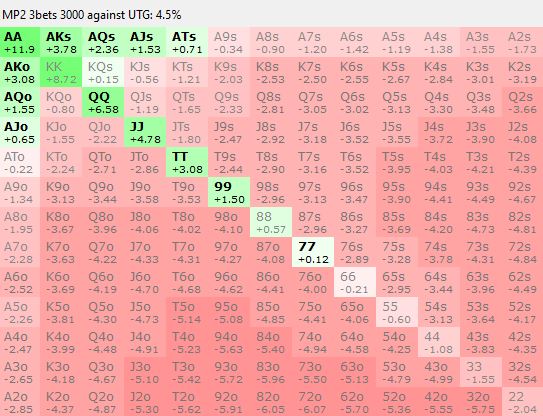 MP2 3bets 3000 against UTG: 4.5%
AA AKs AQs AJs ATs A9s A8s A7s A6s A5s A4s A3s A2s
+11.9 +3.78 +2.36 +1.53 +0.71 -0.34 -0.90 -1.20 -1.42 -1.19 -1.38 -1.55 -1.73
AKo KK KQs KJs KTs K9s K8s K7s K6s K5s K4s K3s K2s
+3.08 +8.72 +0.15 -0.56 -1.21 -2.03 -2.53 -2.50 -2.55 -2.67 -2.84 -3.01 -3.19
AQo KQo QQ QJs QTs Q9s Q8s Q7s Q6s Q5s Q4s Q3s Q2s
+1.55 -0.80 +6.58 -1.19 -1.65 -2.33 -2.81 -3.05 -3.02 -3.13 -3.30 -3.48 -3.66
AJo KJo QJo JJ JTs J9s J8s J7s J6s J5s J4s J3s J2s
+0.65 -1.55 -2.22 +4.78 -1.80 -2.47 -2.92 -3.18 -3.52 -3.55 -3.72 -3.90 -4.08
ATo KTo QTo JTo TT T9s T8s T7s T6s T5s T4s T3s T2s
-0.22 -2.24 -2.71 -2.86 +3.08 -2.44 -2.90 -3.16 -3.52 -3.95 -4.03 -4.21 -4.39
A9o K9o Q9o J9o T9o 99 98s 97s 96s 95s 94s 93s 92s
-1.34 -3.13 -3.44 -3.58 -3.53 +1.50 -2.96 -3.13 -3.47 -3.90 -4.41 -4.49 -4.67
A8o K8o Q8o J8o T8o 98o 88 87s 86s 85s 84s 83s 82s
-1.95 -3.67 -3.96 -4.06 -4.02 -4.10 +0.57 -2.96 -3.27 -3.69 -4.20 -4.73 -4.81
A7o K7o Q7o J7o T7o 97o 87o 77 76s 75s 74s 73s 72s
-2.28 -3.63 -4.22 -4.33 -4.31 -4.27 -4.08 +0.12 -2.89 -3.28 -3.78 -4.31 -4.84
A6o K6o Q6o J6o T6o 96o 86o 76o 66 65s 64s 63s 62s
-2.52 -3.69 -4.19 -4.70 -4.68 -4.62 -4.41 -4.00 -0.21 -2.95 -3.44 -3.96 -4.49
A5o K5o Q5o J5o T5o 95o 85o 75o 65o 55 54s 53s 52s
-2.26 -3.81 -4.30 -4.73 -5.14 -5.08 -4.85 -4.41 -4.06 -0.60 -3.13 -3.64 -4.17
A4o K4o Q4o J4o T4o 94o 84o 74o 64o 54o 44 43s 42s
-2.47 -3.99 -4.48 -4.91 -5.23 -5.63 -5.40 -4.94 -4.58 -4.25 -1.08 -3.83 -4.35
A3o K3o Q3o J3o T3o 93o 83o 73o 63o 53o 43o 33 32s
-2.65 -4.18 -4.67 -5.10 -5.42 -5.72 -5.96 -5.50 -5.13 -4.79 -4.99 -1.55 -4.54
A2o K2o Q2o J2o T2o 92o 82o 72o 62o 52o 42o 32o 22
-2.85 -4.37 -4.87 -5.30 -5.62 -5.91 -6.05 -6.07 -5.70 -5.36 -5.55 -5.75 -2.04